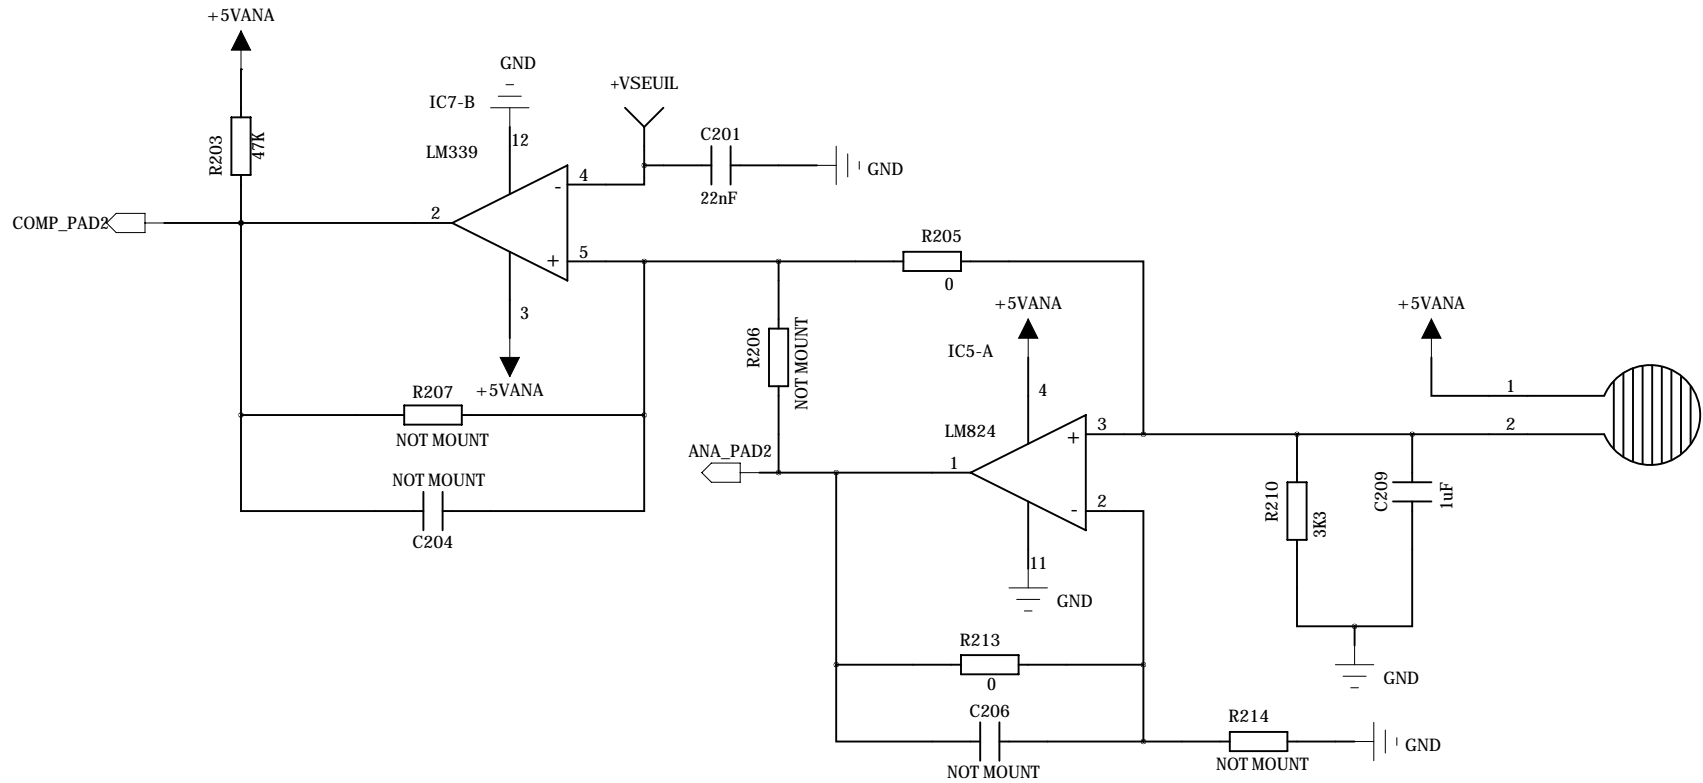 +5VANA
GND
IC7-B
+VSEUIL
12
C201
R203
47K
LM339
4
-
GND
22nF
COMP_PAD2
2
R205
+
5
0
3
+5VANA
+5VANA
R206
NOT MOUNT
IC5-A
R207
+5VANA
4
1
NOT MOUNT
LM824
+
3
2
ANA_PAD2
1
NOT MOUNT
2
-
R210
3K3
C209
1uF
C204
11
GND
R213
0
GND
C206
R214
GND
NOT MOUNT
NOT MOUNT